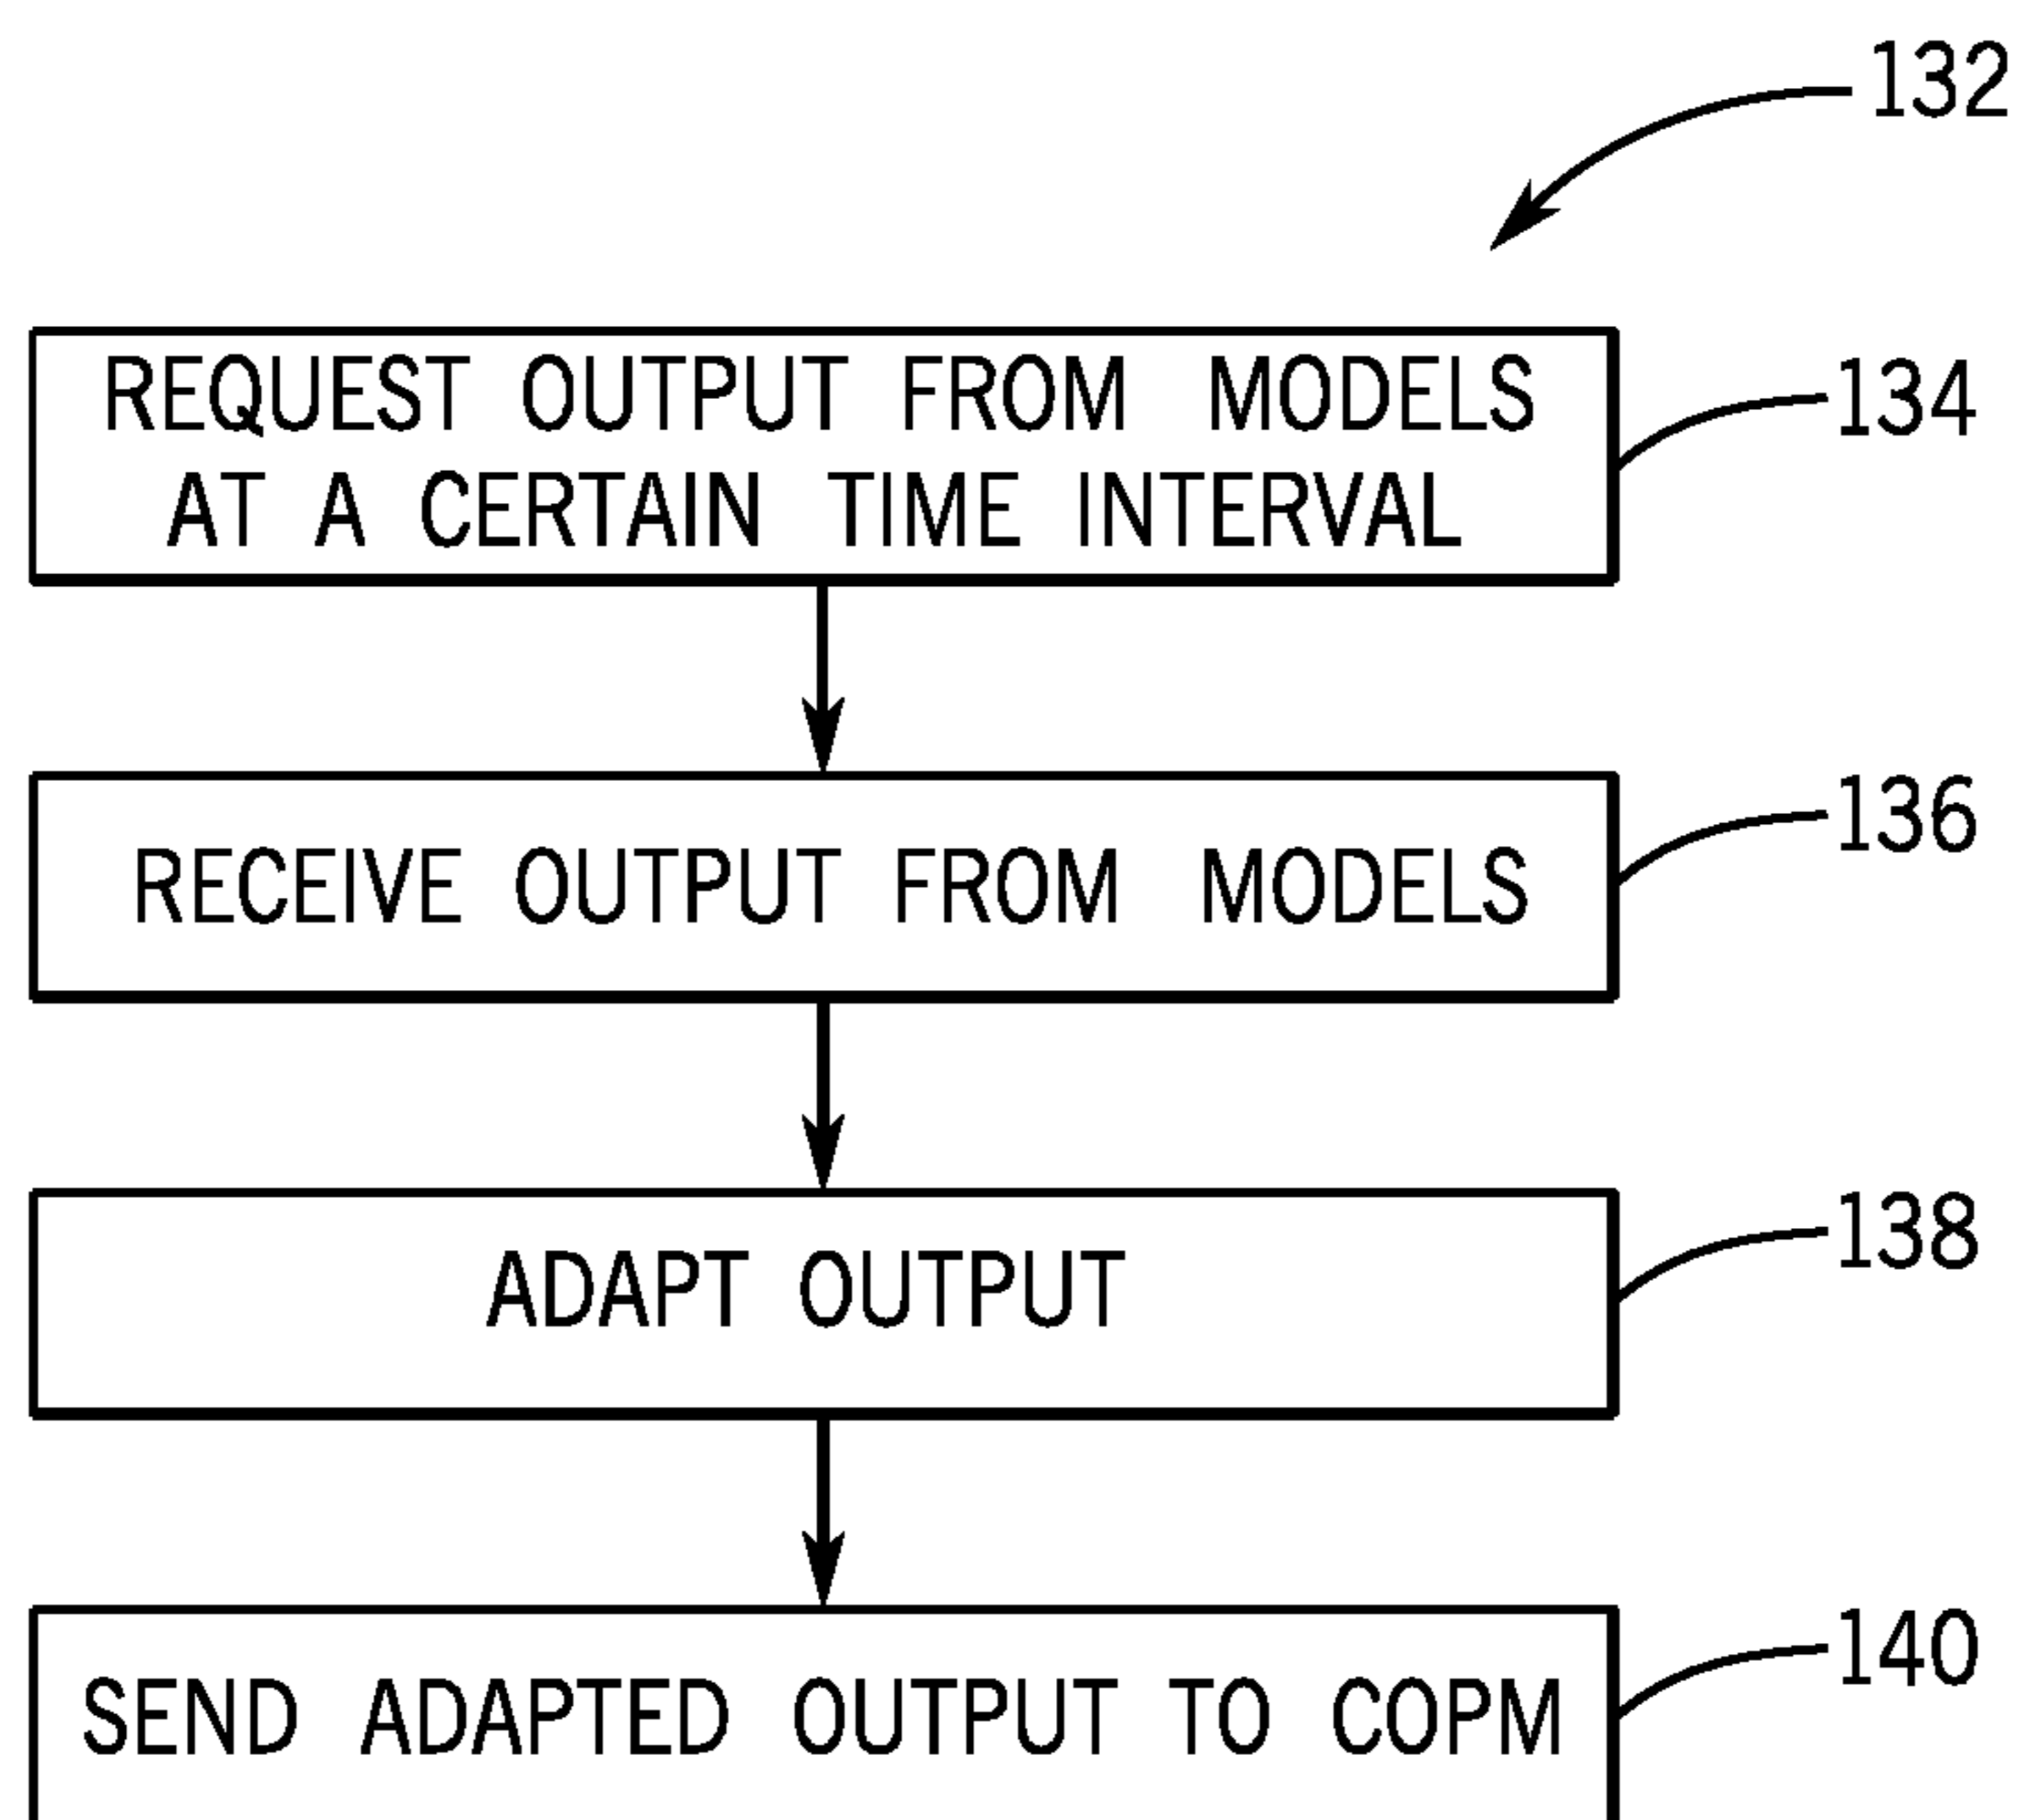 132
REQUEST OUTPUT FROM MODELS
AT A CERTAIN TIME INTERVAL
134
RECEIVE OUTPUT FROM MODELS
136
ADAPT OUTPUT
138
SEND ADAPTED OUTPUT TO COPM
140